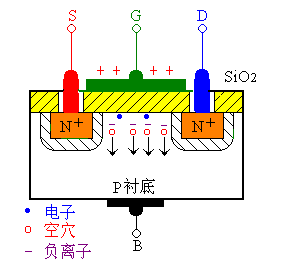 S G D
+ + + +
SiO2
N+ N+
P衬底
• 电子
○ 空穴
− 负离子
B